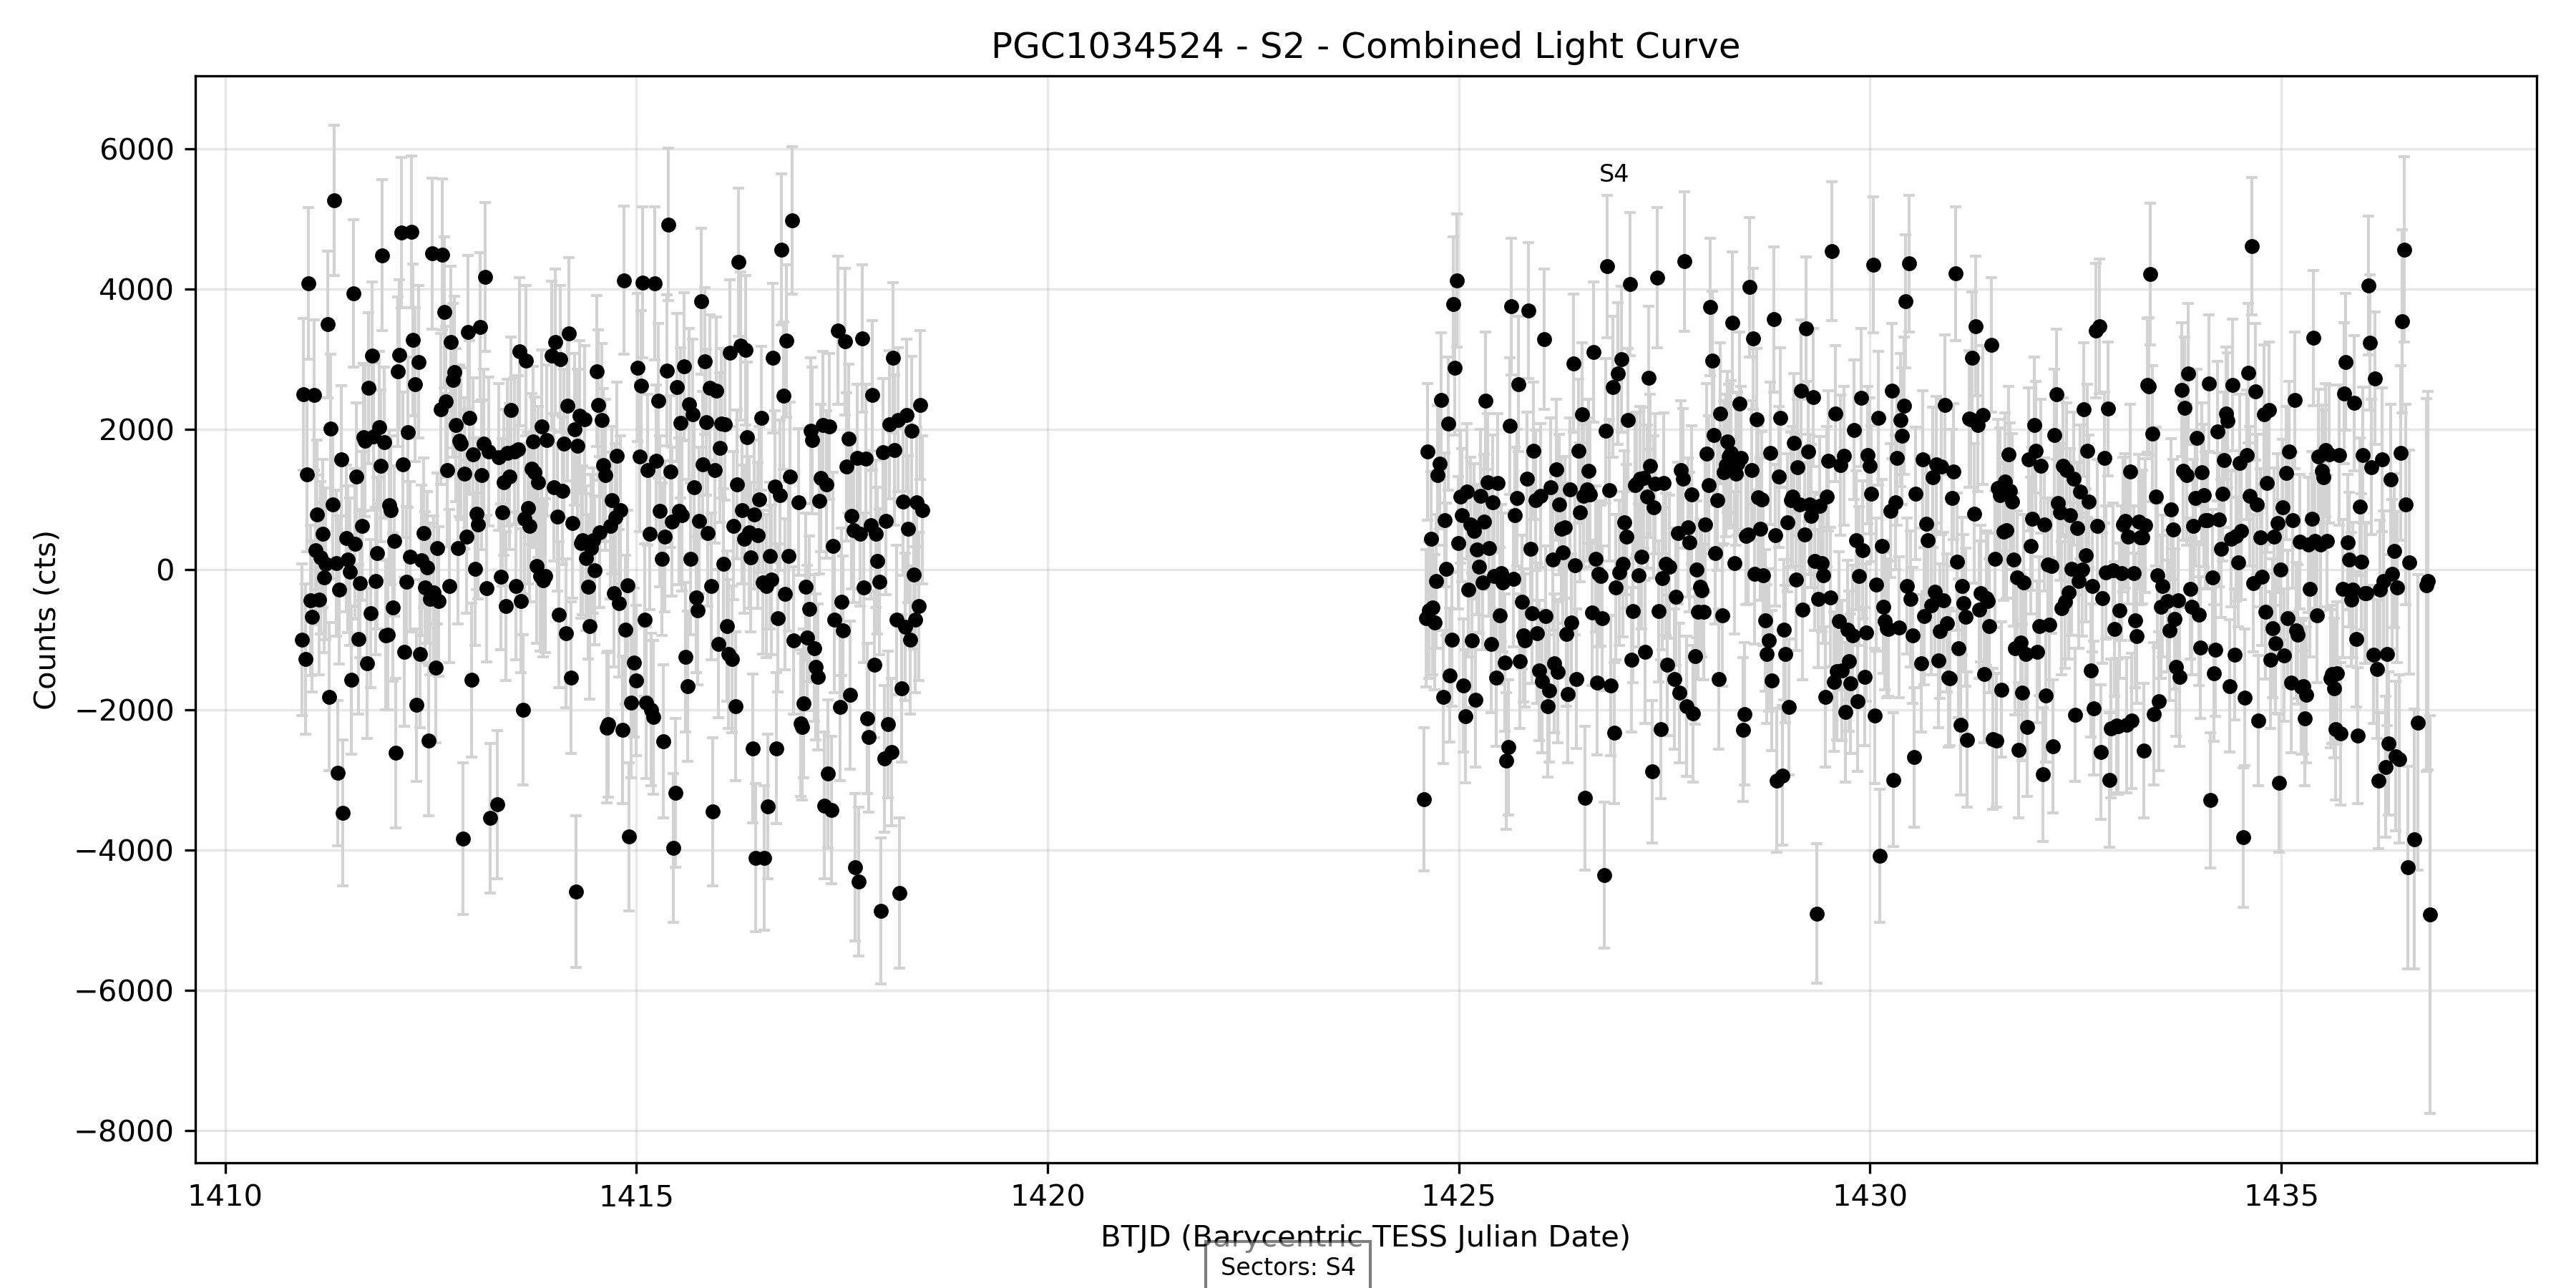 PGC1034524 - S2 - Combined Light Curve
Counts (cts)
6000
4000
2000
0
−2000
−4000
−6000
−8000
S4
1410 1415 1420 1425 1430 1435
BTJD (Barycentric TESS Julian Date)
Sectors: S4